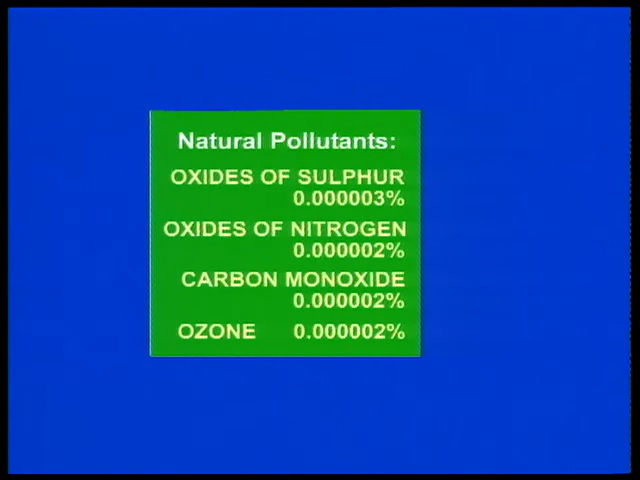 Natural Pollutants:
OXIDES OF SULPHUR
0.000003%
OXIDES OF NITROGEN
0.000002%
CARBON MONOXIDE
0.000002%
OZONE 0.000002%